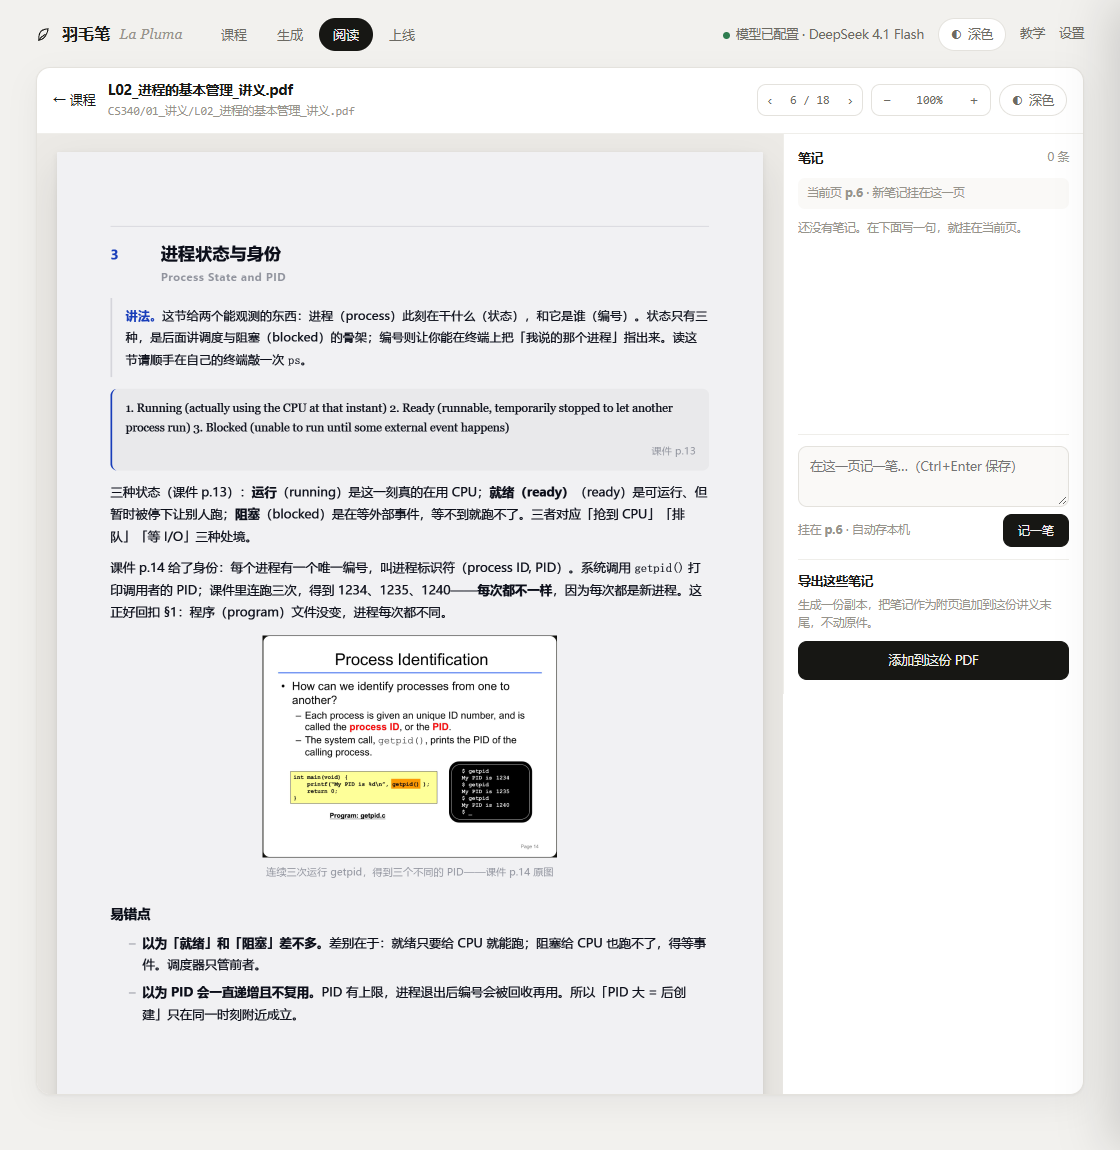 羽毛笔 La Pluma 课程 生成 阅读 上线 模型已配置 · DeepSeek 4.1 Flash 深色 教学 设置
← 课程 L02_进程的基本管理_讲义.pdf
CS340/01_讲义/L02_进程的基本管理_讲义.pdf
‹ 6 / 18 › − 100% + 深色
3 进程状态与身份
Process State and PID
讲法。这节给两个能观测的东西：进程（process）此刻在干什么（状态），和它是谁（编号）。状态只有三
种，是后面讲调度与阻塞（blocked）的骨架；编号则让你能在终端上把「我说的那个进程」指出来。读这
节请顺手在自己的终端敲一次 ps。
1. Running (actually using the CPU at that instant) 2. Ready (runnable, temporarily stopped to let another
process run) 3. Blocked (unable to run until some external event happens)
课件 p.13
三种状态（课件 p.13）：运行（running）是这一刻真的在用 CPU；就绪（ready）（ready）是可运行、但
暂时被停下让别人跑；阻塞（blocked）是在等外部事件，等不到就跑不了。三者对应「抢到 CPU」「排
队」「等 I/O」三种处境。
课件 p.14 给了身份：每个进程有一个唯一编号，叫进程标识符（process ID, PID）。系统调用 getpid() 打
印调用者的 PID；课件里连跑三次，得到 1234、1235、1240——每次都不一样，因为每次都是新进程。这
正好回扣 §1：程序（program）文件没变，进程每次都不同。
Process Identification
• How can we identify processes from one to
another?
– Each process is given an unique ID number, and is
called the process ID, or the PID.
– The system call, getpid(), prints the PID of the
calling process.
int main(void) {
printf("My PID is %d\n", getpid() );
return 0;
}
Program: getpid.c
$ getpid
My PID is 1234
$ getpid
My PID is 1235
$ getpid
My PID is 1240
$ _
Page 14
连续三次运行 getpid，得到三个不同的 PID——课件 p.14 原图
易错点
– 以为「就绪」和「阻塞」差不多。差别在于：就绪只要给 CPU 就能跑；阻塞给 CPU 也跑不了，得等事
件。调度器只管前者。
– 以为 PID 会一直递增且不复用。PID 有上限，进程退出后编号会被回收再用。所以「PID 大 = 后创
建」只在同一时刻附近成立。
笔记 0 条
当前页 p.6 · 新笔记挂在这一页
还没有笔记。在下面写一句，就挂在当前页。
在这一页记一笔...（Ctrl+Enter 保存）
挂在 p.6 · 自动存本机 记一笔
导出这些笔记
生成一份副本，把笔记作为附页追加到这份讲义末
尾，不动原件。
添加到这份 PDF